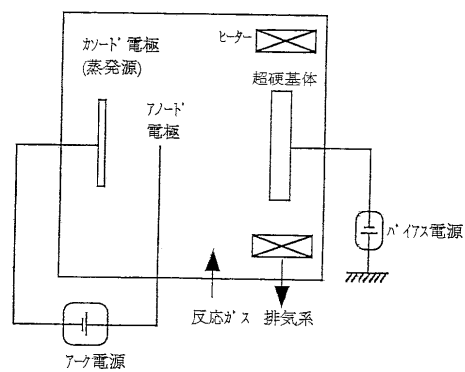 ヒーター
ｶｿｰﾄﾞ電極
(蒸発源)
超硬基体
ｱﾉｰﾄﾞ
電極
ﾊﾞｲｱｽ電源
反応ｶﾞｽ 排気系
ｱｰｸ電源